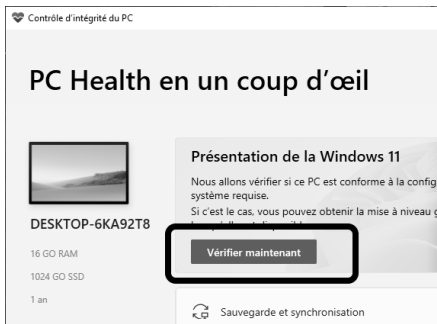 Contrôle d'intégrité du PC
PC Health en un coup d'œil
Présentation de la Windows 11
Nous allons vérifier si ce PC est conforme à la config
système requise.
Si c'est le cas, vous pouvez obtenir la mise à niveau g
DESKTOP-6KA92T8
Vérifier maintenant
16 GO RAM
1024 GO SSD
1 an
Sauvegarde et synchronisation